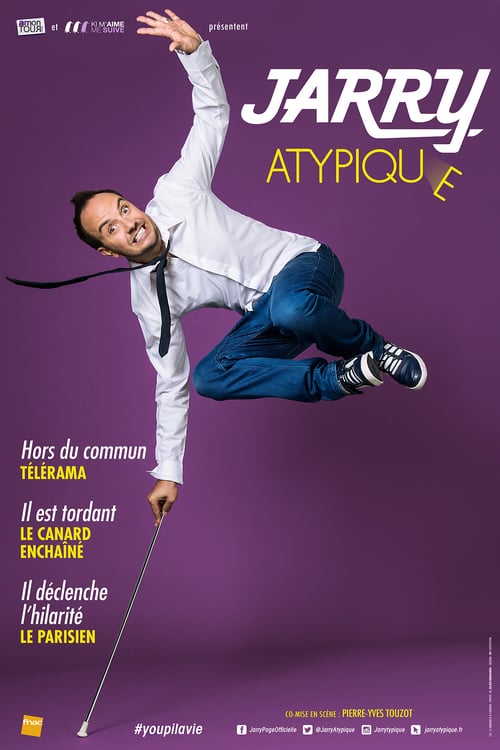 amon
TOUR
et
KI M'AIME
ME SUIVE
présentent
JARRY
ATYPIQUE
Hors du commun
TÉLÉRAMA
Il est tordant
LE CANARD
ENCHAÎNÉ
Il déclenche
l'hilarité
LE PARISIEN
fnac
#youpilavie
CO-MISE EN SCÈNE : PIERRE-YVES TOUZOT
JarryPageOfficielle
JarryAtypique
Jarrytypique
jarryatypique.fr